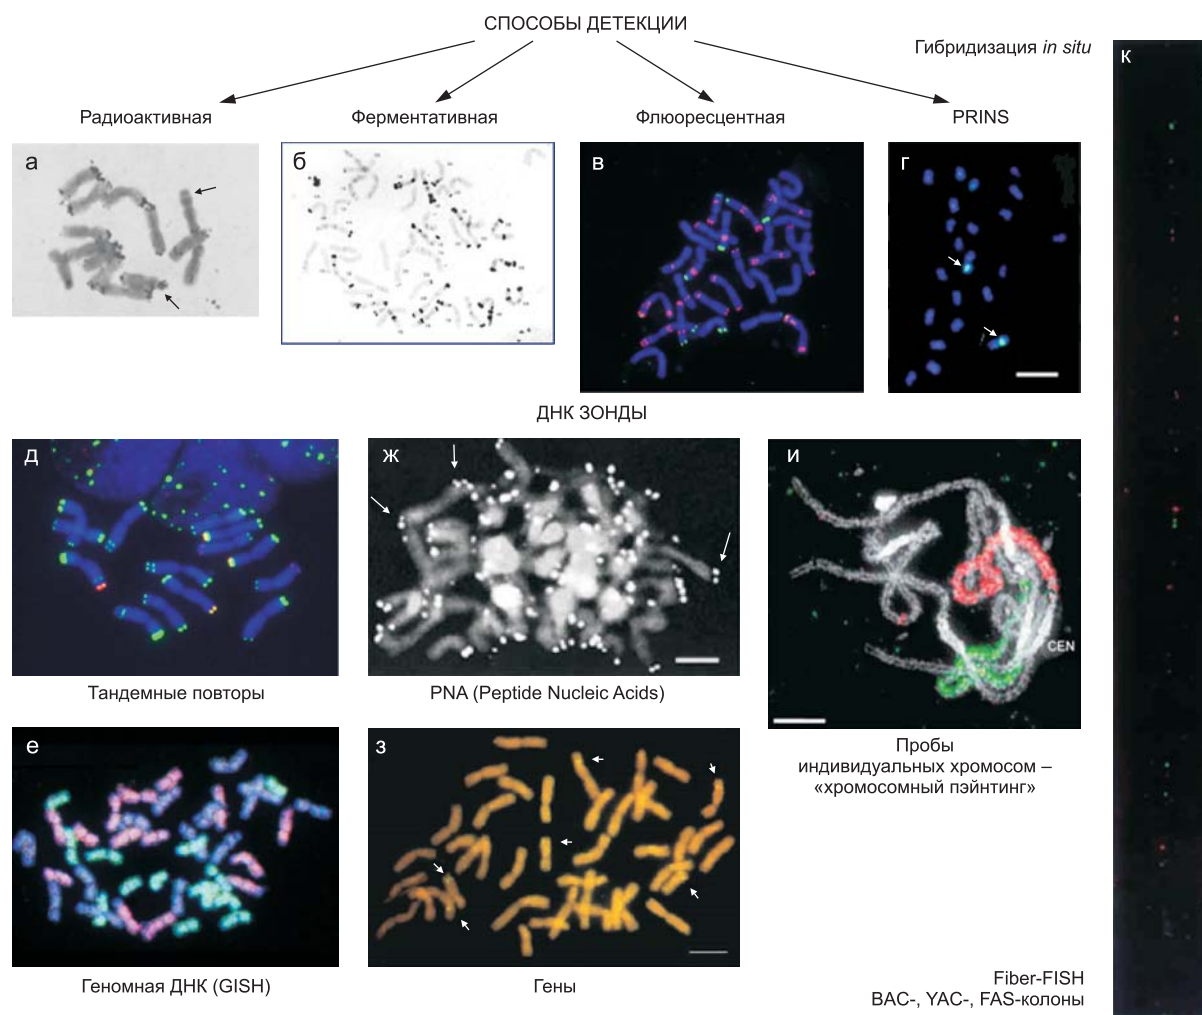 СПОСОБЫ ДЕТЕКЦИИ
Гибридизация in situ
Радиоактивная
Ферментативная
Флюоресцентная
PRINS
а
б
в
г
к
ДНК ЗОНДЫ
д
ж
и
CEN
Тандемные повторы
PNA (Peptide Nucleic Acids)
Пробы
индивидуальных хромосом –
«хромосомный пэйнтинг»
е
з
Геномная ДНК (GISH)
Гены
Fiber-FISH
BAC-, YAC-, FAS-колоны